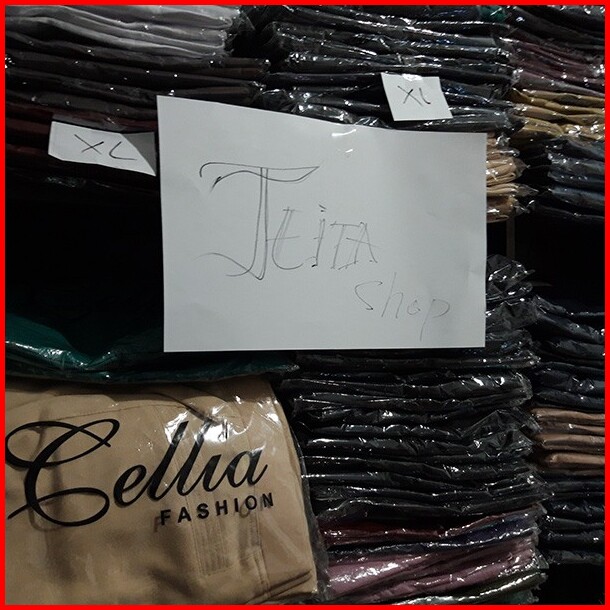 XL
XL
TEITA
shop
Cellia
FASHION